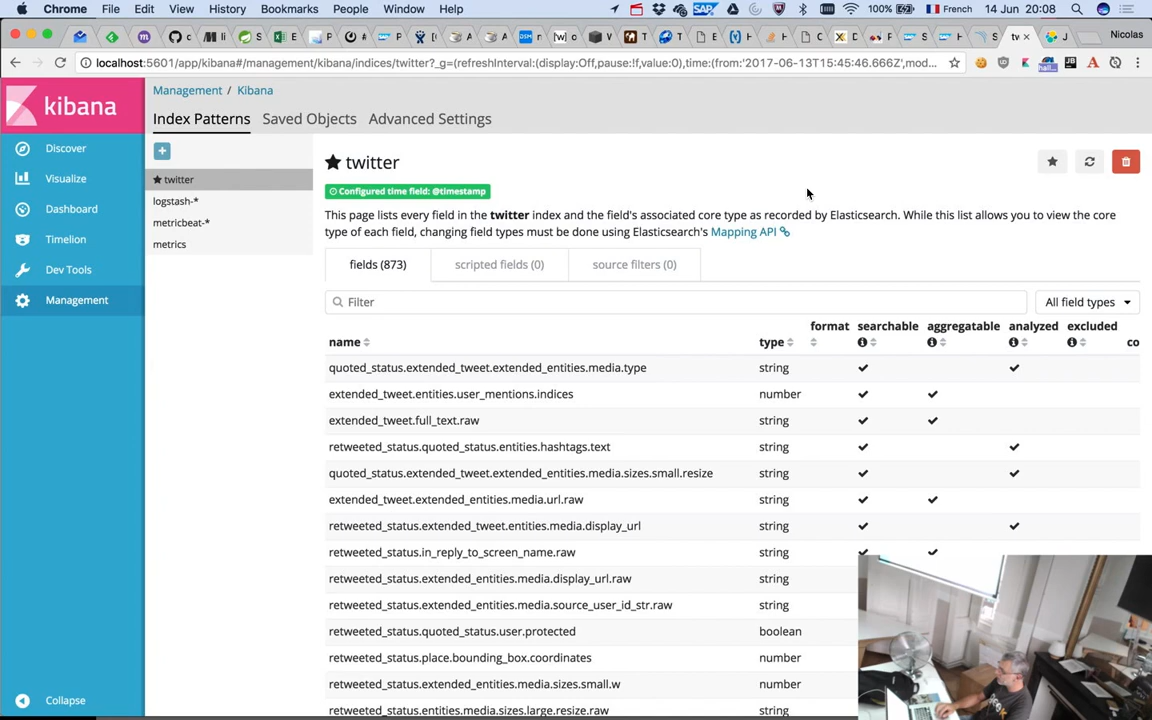 Chrome File Edit View History Bookmarks People Window Help SAP 100% French 14 Jun 20:08
Nicolas
localhost:5601/app/kibana#/management/kibana/indices/twitter?_g=(refreshInterval:(display:Off,pause:!f,value:0),time:(from:'2017-06-13T15:45:46.666Z',mod...
kibana
Management / Kibana
Index Patterns Saved Objects Advanced Settings
Discover
Visualize
Dashboard
Timelion
Dev Tools
Management
Collapse
twitter
logstash-*
metricbeat-*
metrics
twitter
Configured time field: @timestamp
This page lists every field in the twitter index and the field's associated core type as recorded by Elasticsearch. While this list allows you to view the core
type of each field, changing field types must be done using Elasticsearch's Mapping API
fields (873) scripted fields (0) source filters (0)
Filter All field types
name type format searchable aggregatable analyzed excluded co
quoted_status.extended_tweet.extended_entities.media.type string
extended_tweet.entities.user_mentions.indices number
extended_tweet.full_text.raw string
retweeted_status.quoted_status.entities.hashtags.text string
quoted_status.extended_tweet.extended_entities.media.sizes.small.resize string
extended_tweet.extended_entities.media.url.raw string
retweeted_status.extended_tweet.entities.media.display_url string
retweeted_status.in_reply_to_screen_name.raw string
retweeted_status.extended_entities.media.display_url.raw string
retweeted_status.extended_entities.media.source_user_id_str.raw string
retweeted_status.quoted_status.user.protected boolean
retweeted_status.place.bounding_box.coordinates number
retweeted_status.extended_entities.media.sizes.small.w number
retweeted_status.entities.media.sizes.large.resize.raw string